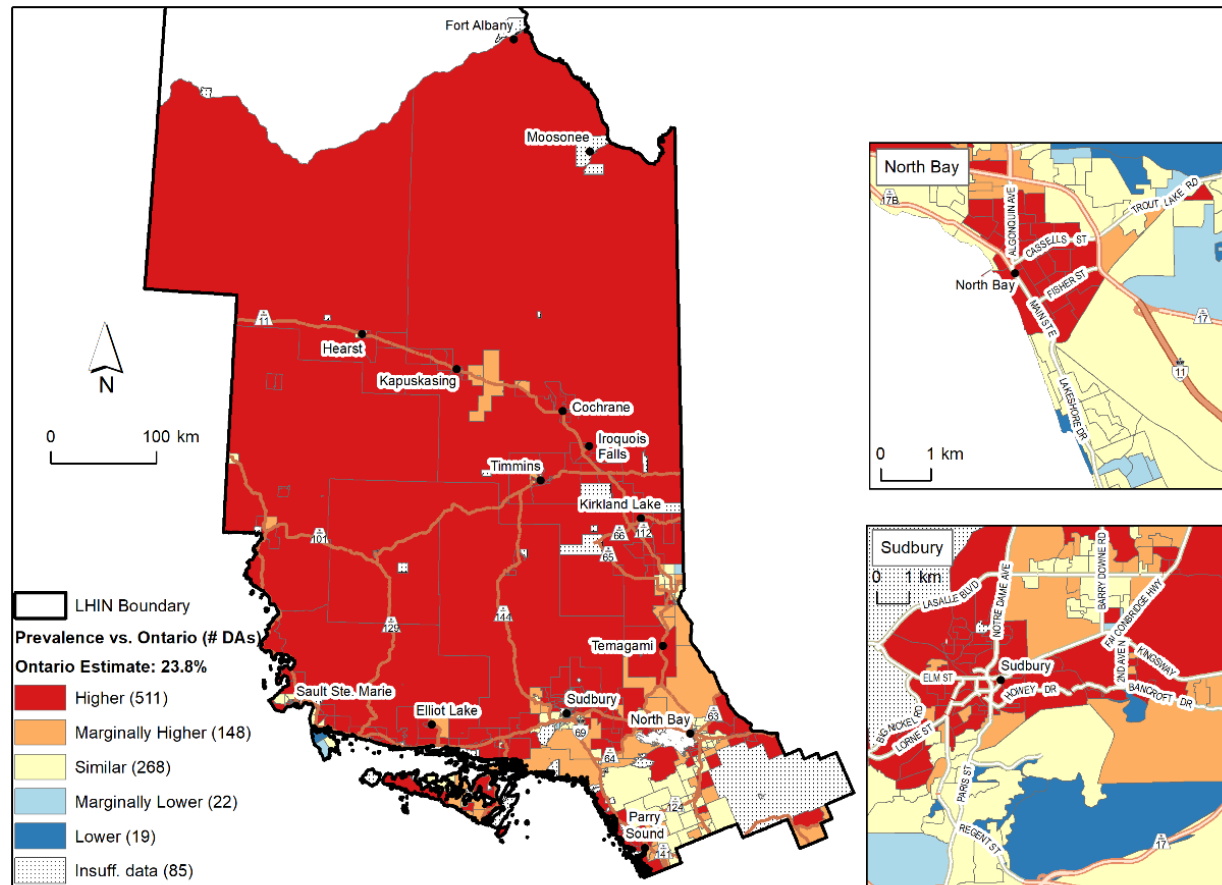 Fort Albany
Moosonee
11
Hearst
Kapuskasing
Cochrane
Iroquois
Falls
Timmins
Kirkland Lake
101
66
112
65
129
144
Temagami
Sault Ste. Marie
Elliot Lake
Sudbury
North Bay
63
69
64
124
Parry
Sound
141
N
0 100 km
LHIN Boundary
Prevalence vs. Ontario (# DAs)
Ontario Estimate: 23.8%
Higher (511)
Marginally Higher (148)
Similar (268)
Marginally Lower (22)
Lower (19)
Insuff. data (85)
North Bay
17B
ALGONQUIN AVE
TROUT LAKE RD
CASSELLS ST
North Bay
FISHER ST
MAIN ST E
17
11
LAKESHORE DR
0 1 km
Sudbury
0 1 km
LASALLE BLVD
NOTRE DAME AVE
BARRY DOWNE RD
FALCONBRIDGE HWY
KINGSWAY
2ND AVE N
Sudbury
ELM ST
HOWEY DR
BANCROFT DR
BIG NICKEL RD
LORNE ST
PARIS ST
REGENT ST
17